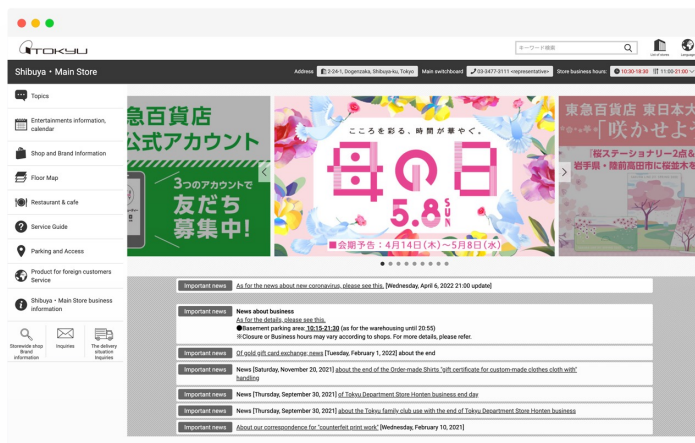 TOKYU
キーワード検索
List of stores
Language
Shibuya・Main Store
Address 2-24-1, Dogenzaka, Shibuya-ku, Tokyo Main switchboard 03-3477-3111 <representative> Store business hours: 10:30-18:30 11:00-21:00
Topics
Entertainments information,
calendar
Shop and Brand Information
Floor Map
Restaurant & cafe
Service Guide
Parking and Access
Product for foreign customers
Service
Shibuya・Main Store business
information
Storewide shop
Brand
information
Inquiries
The delivery
situation
Inquiries
急百貨店
公式アカウント
3つのアカウントで
友だち
募集中!
こころを彩る。時間が華やぐ。
母の日
5.8 SUN
■会期予告:4月14日(木)〜5月8日(水)
東急百貨店 東日本大
「咲かせよう
『桜ステーショナリー2点&
岩手県・陸前高田市に桜並木を
Important news As for the news about new coronavirus, please see this. [Wednesday, April 6, 2022 21:00 update]
Important news News about business
As for the details, please see this.
●Basement parking area: 10:15-21:30 (as for the warehousing until 20:55)
※Closure or Business hours may vary according to shops. For more details, please refer.
Important news Of gold gift card exchange; news [Tuesday, February 1, 2022] about the end
Important news News [Saturday, November 20, 2021] about the end of the Order-made Shirts "gift certificate for custom-made clothes cloth with"
handling
Important news News [Thursday, September 30, 2021] of Tokyu Department Store Honten business end day
Important news News [Thursday, September 30, 2021] about the Tokyu family club use with the end of Tokyu Department Store Honten business
Important news About our correspondence for "counterfeit print work" [Wednesday, February 10, 2021]